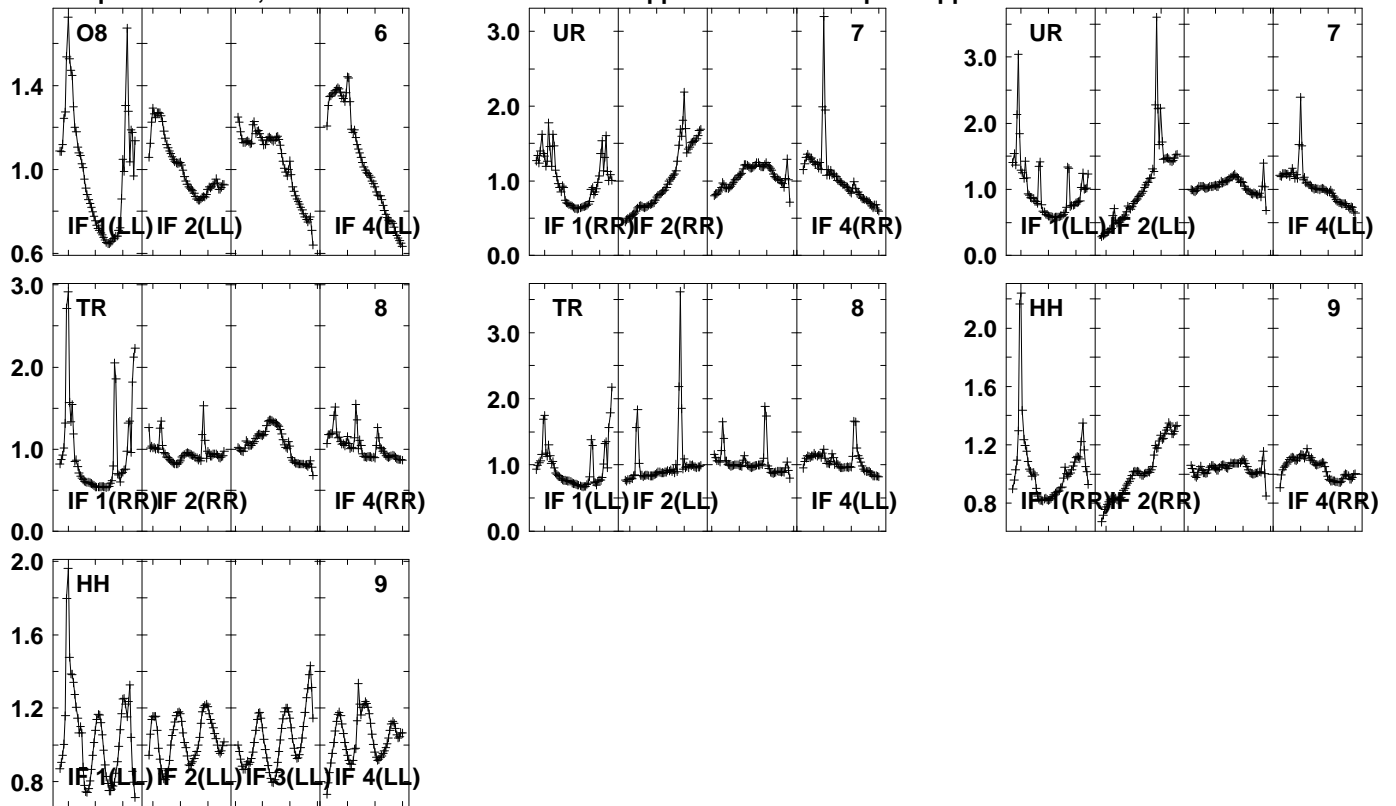 O8 6
1.4
1.0
0.6
IF 1(LL) IF 2(LL) IF 4(LL)
UR 7
3.0
2.0
1.0
0.0
IF 1(RR) IF 2(RR) IF 4(RR)
UR 7
3.0
2.0
1.0
0.0
IF 1(LL) IF 2(LL) IF 4(LL)
TR 8
3.0
2.0
1.0
0.0
IF 1(RR) IF 2(RR) IF 4(RR)
TR 8
3.0
2.0
1.0
0.0
IF 1(LL) IF 2(LL) IF 4(LL)
HH 9
2.0
1.6
1.2
0.8
IF 1(RR) IF 2(RR) IF 4(RR)
HH 9
2.0
1.6
1.2
0.8
IF 1(LL) IF 2(LL) IF 3(LL) IF 4(LL)